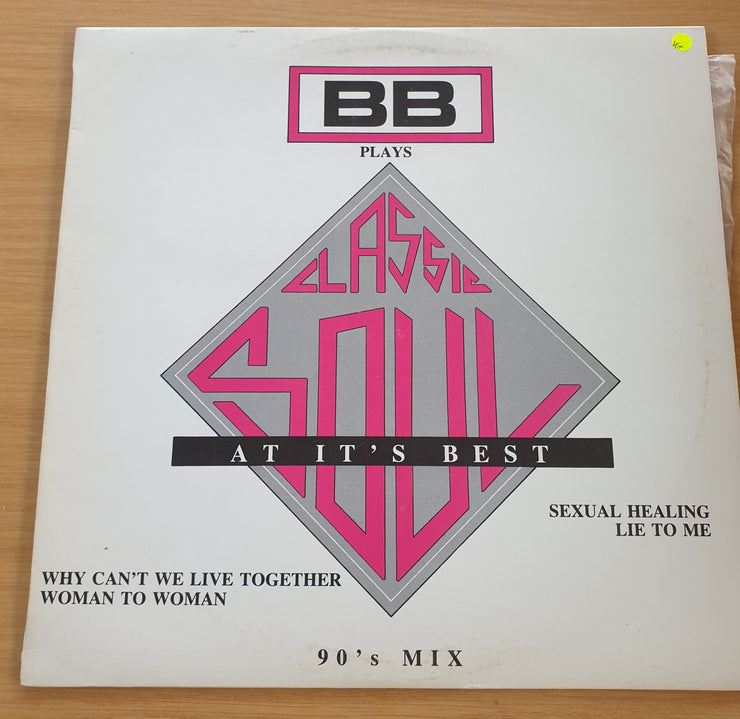 BB
PLAYS
CLASSIC
SOUL
AT IT'S BEST
SEXUAL HEALING
LIE TO ME
WHY CAN'T WE LIVE TOGETHER
WOMAN TO WOMAN
90's MIX